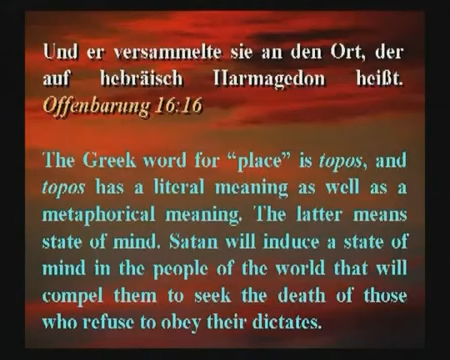 Und er versammelte sie an den Ort, der
auf hebräisch Harmagedon heißt.
Offenbarung 16:16
The Greek word for “place” is topos, and
topos has a literal meaning as well as a
metaphorical meaning. The latter means
state of mind. Satan will induce a state of
mind in the people of the world that will
compel them to seek the death of those
who refuse to obey their dictates.